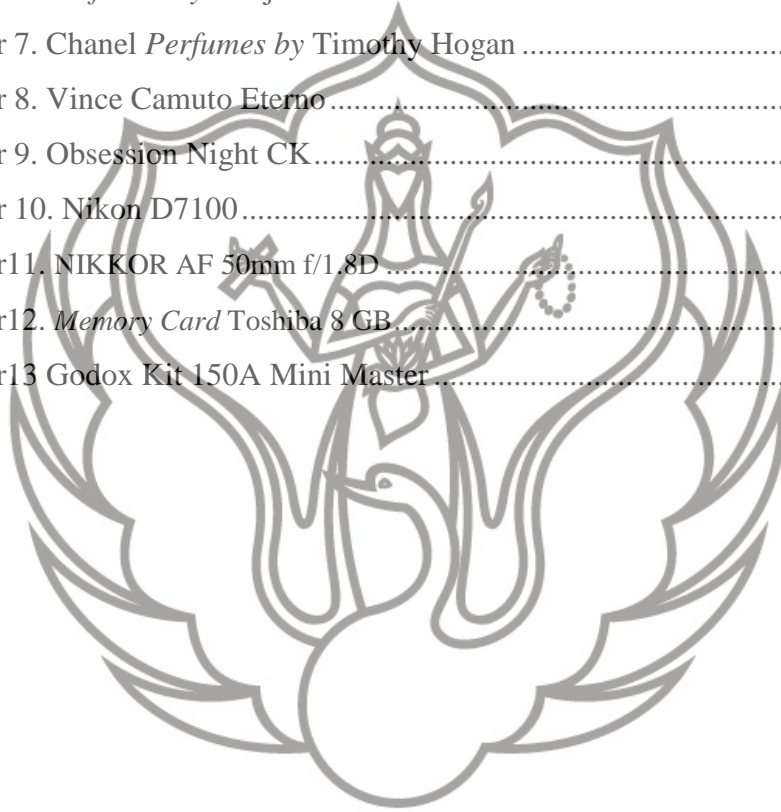 r 7. Chanel Perfumes by Timothy Hogan ....................................
r 8. Vince Camuto Eterno................................................................
r 9. Obsession Night CK..................................................................
r 10. Nikon D7100............................................................................
r11. NIKKOR AF 50mm f/1.8D ........................................................
r12. Memory Card Toshiba 8 GB.......................................................
r13 Godox Kit 150A Mini Master .................................................